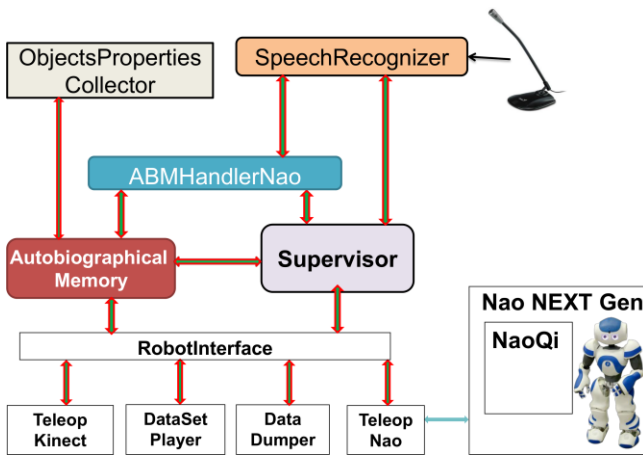 ObjectsProperties
Collector
SpeechRecognizer
ABMHandlerNao
Autobiographical
Memory
Supervisor
Nao NEXT Gen
NaoQi
RobotInterface
Teleop
Kinect
DataSet
Player
Data
Dumper
Teleop
Nao